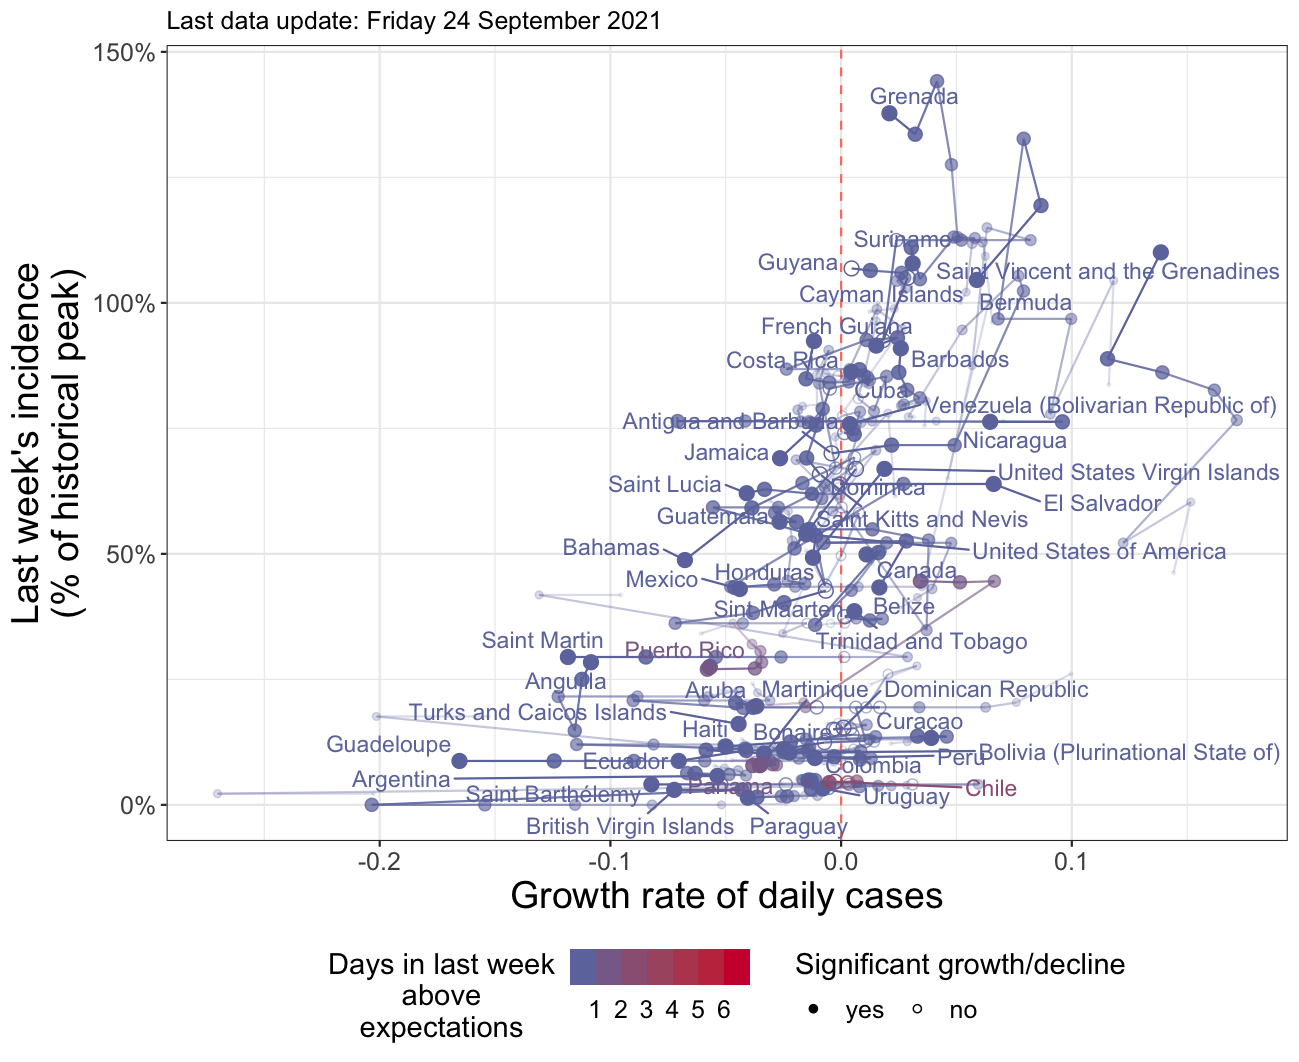 Last data update: Friday 24 September 2021
150%
100%
50%
0%
Last week's incidence
(% of historical peak)
Grenada
Suriname
Guyana
Saint Vincent and the Grenadines
Cayman Islands
Bermuda
French Guiana
Costa Rica
Barbados
Cuba
Venezuela (Bolivarian Republic of)
Antigua and Barbuda
Nicaragua
Jamaica
United States Virgin Islands
Saint Lucia
Dominica
El Salvador
Guatemala
Saint Kitts and Nevis
Bahamas
United States of America
Honduras
Canada
Mexico
Sint Maarten
Belize
Saint Martin
Puerto Rico
Trinidad and Tobago
Anguilla
Aruba
Martinique
Dominican Republic
Turks and Caicos Islands
Haiti
Bonaire
Curacao
Guadeloupe
Ecuador
Peru
Bolivia (Plurinational State of)
Colombia
Argentina
Panama
Chile
Saint Barthélemy
Uruguay
British Virgin Islands
Paraguay
-0.2
-0.1
0.0
0.1
Growth rate of daily cases
Days in last week
above
expectations
1 2 3 4 5 6
Significant growth/decline
yes
no